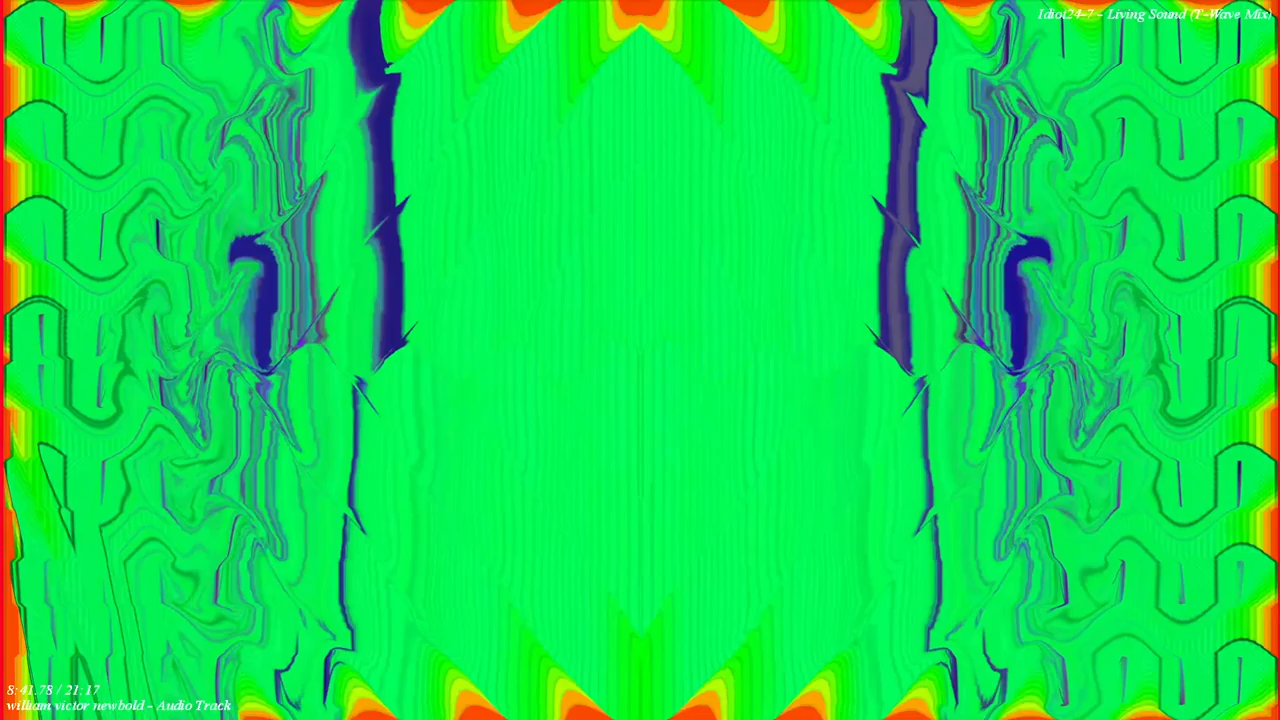 Idiot24-7 - Living Sound (T-Wave Mix)
8:41.78 / 21:17
william victor newbold - Audio Track